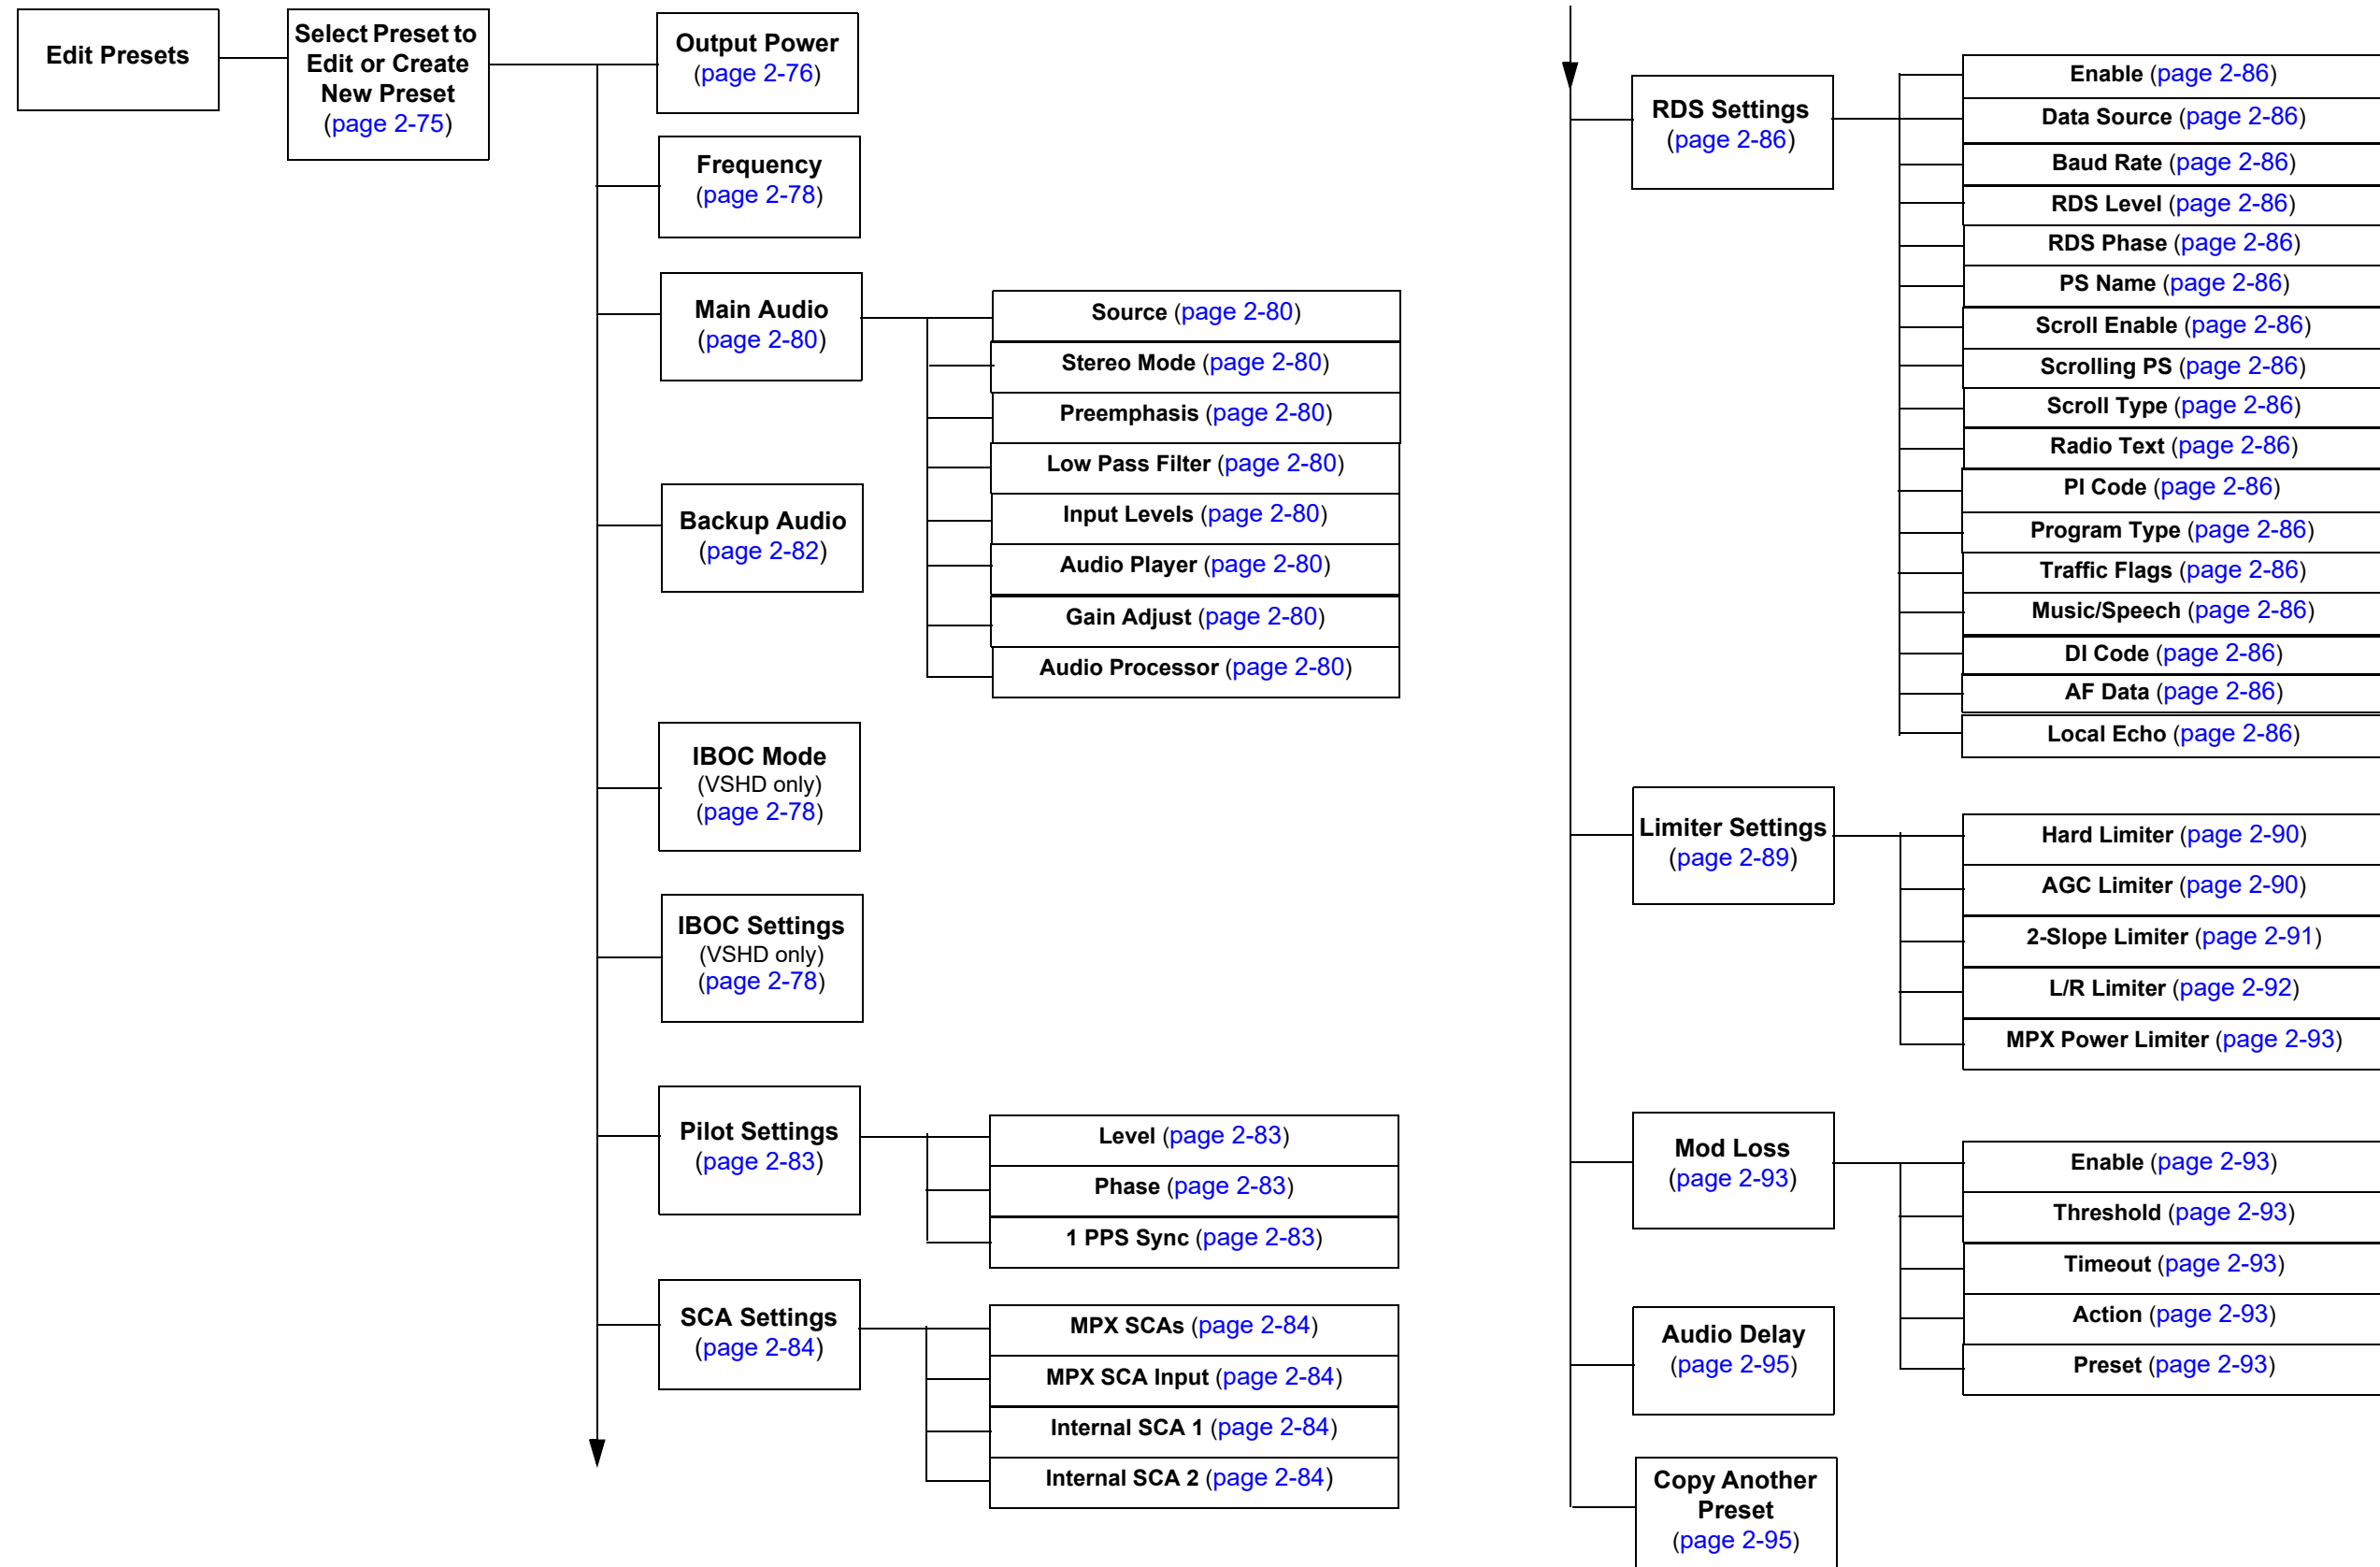 Edit Presets
Select Preset to
Edit or Create
New Preset
(page 2-75)
Output Power
(page 2-76)
Frequency
(page 2-78)
Main Audio
(page 2-80)
Source (page 2-80)
Stereo Mode (page 2-80)
Preemphasis (page 2-80)
Low Pass Filter (page 2-80)
Input Levels (page 2-80)
Audio Player (page 2-80)
Gain Adjust (page 2-80)
Audio Processor (page 2-80)
Backup Audio
(page 2-82)
IBOC Mode
(VSHD only)
(page 2-78)
IBOC Settings
(VSHD only)
(page 2-78)
Pilot Settings
(page 2-83)
Level (page 2-83)
Phase (page 2-83)
1 PPS Sync (page 2-83)
SCA Settings
(page 2-84)
MPX SCAs (page 2-84)
MPX SCA Input (page 2-84)
Internal SCA 1 (page 2-84)
Internal SCA 2 (page 2-84)
RDS Settings
(page 2-86)
Enable (page 2-86)
Data Source (page 2-86)
Baud Rate (page 2-86)
RDS Level (page 2-86)
RDS Phase (page 2-86)
PS Name (page 2-86)
Scroll Enable (page 2-86)
Scrolling PS (page 2-86)
Scroll Type (page 2-86)
Radio Text (page 2-86)
PI Code (page 2-86)
Program Type (page 2-86)
Traffic Flags (page 2-86)
Music/Speech (page 2-86)
DI Code (page 2-86)
AF Data (page 2-86)
Local Echo (page 2-86)
Limiter Settings
(page 2-89)
Hard Limiter (page 2-90)
AGC Limiter (page 2-90)
2-Slope Limiter (page 2-91)
L/R Limiter (page 2-92)
MPX Power Limiter (page 2-93)
Mod Loss
(page 2-93)
Enable (page 2-93)
Threshold (page 2-93)
Timeout (page 2-93)
Action (page 2-93)
Preset (page 2-93)
Audio Delay
(page 2-95)
Copy Another
Preset
(page 2-95)